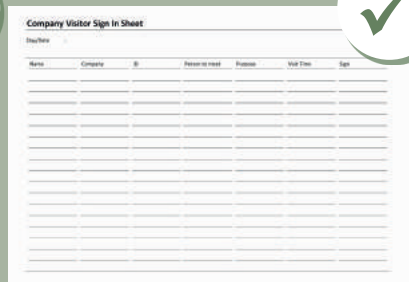 Company Visitor Sign In Sheet
Day/Date :
Name Company ID Person to meet Purpose Visit Time Sign